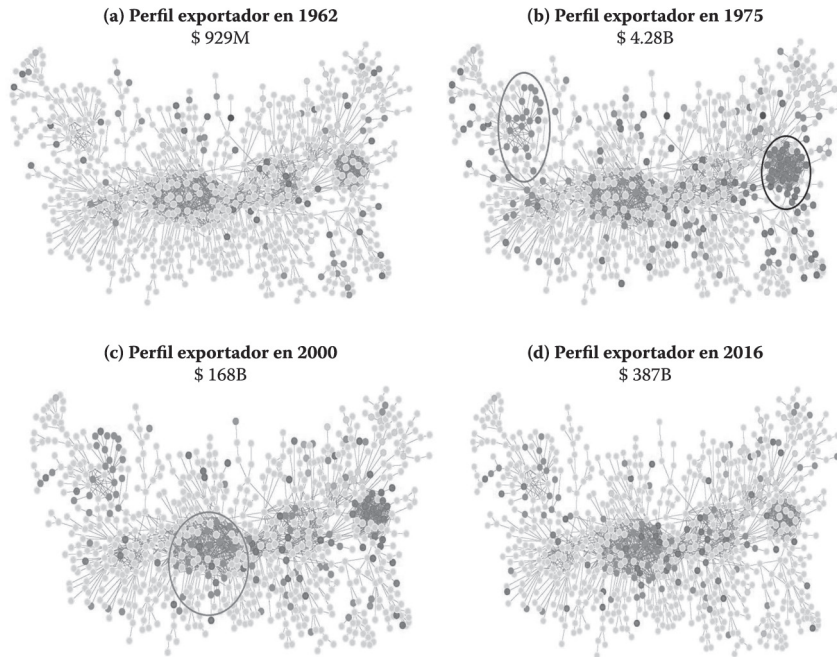 (a) Perfil exportador en 1962
$ 929M
(b) Perfil exportador en 1975
$ 4.28B
(c) Perfil exportador en 2000
$ 168B
(d) Perfil exportador en 2016
$ 387B